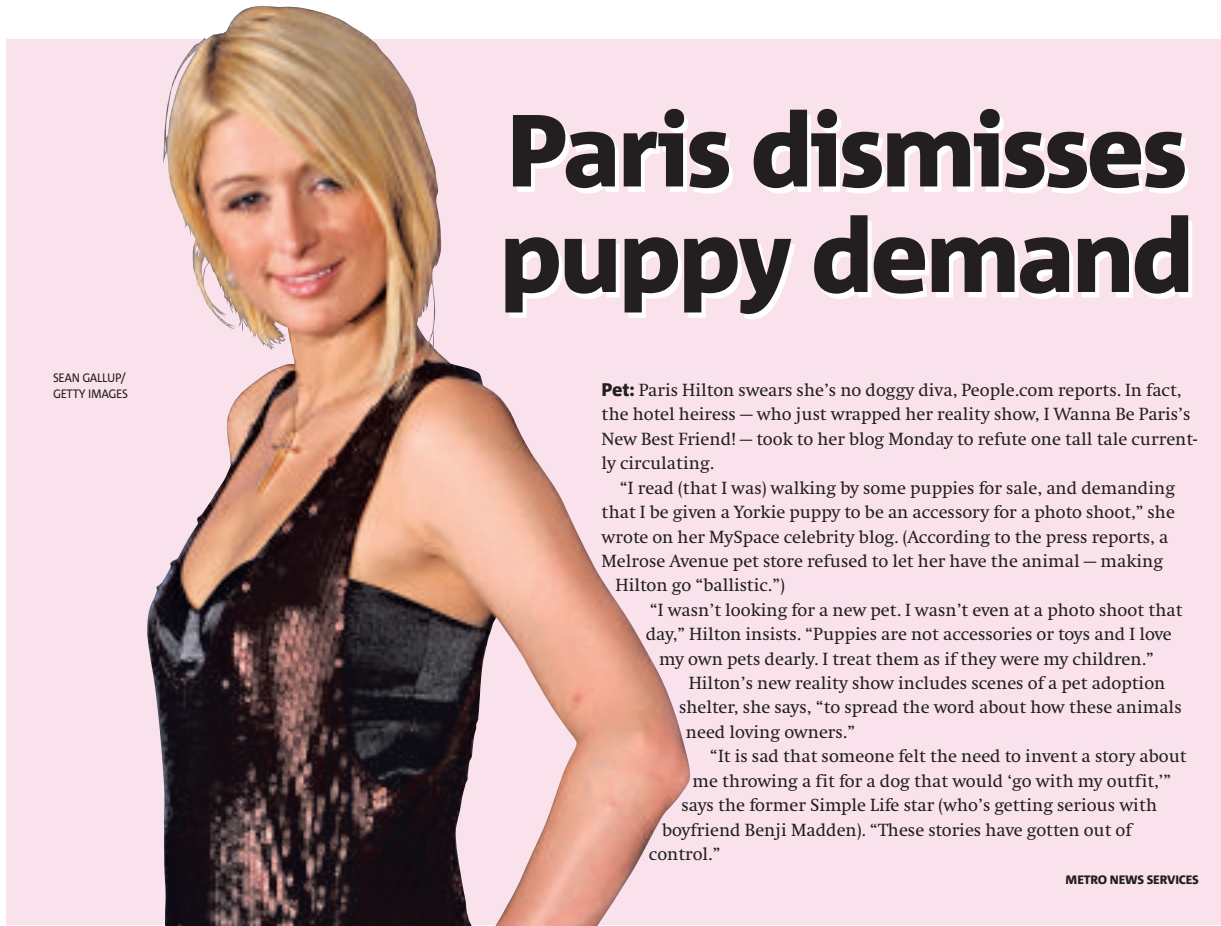 Paris dismisses
puppy demand
SEAN GALLUP/
GETTY IMAGES
Pet: Paris Hilton swears she’s no doggy diva, People.com reports. In fact,
the hotel heiress — who just wrapped her reality show, I Wanna Be Paris’s
New Best Friend! — took to her blog Monday to refute one tall tale current-
ly circulating.
“I read (that I was) walking by some puppies for sale, and demanding
that I be given a Yorkie puppy to be an accessory for a photo shoot,” she
wrote on her MySpace celebrity blog. (According to the press reports, a
Melrose Avenue pet store refused to let her have the animal — making
Hilton go “ballistic.”)
“I wasn’t looking for a new pet. I wasn’t even at a photo shoot that
day,” Hilton insists. “Puppies are not accessories or toys and I love
my own pets dearly. I treat them as if they were my children.”
Hilton’s new reality show includes scenes of a pet adoption
shelter, she says, “to spread the word about how these animals
need loving owners.”
“It is sad that someone felt the need to invent a story about
me throwing a fit for a dog that would ‘go with my outfit,’”
says the former Simple Life star (who’s getting serious with
boyfriend Benji Madden). “These stories have gotten out of
control.”
METRO NEWS SERVICES